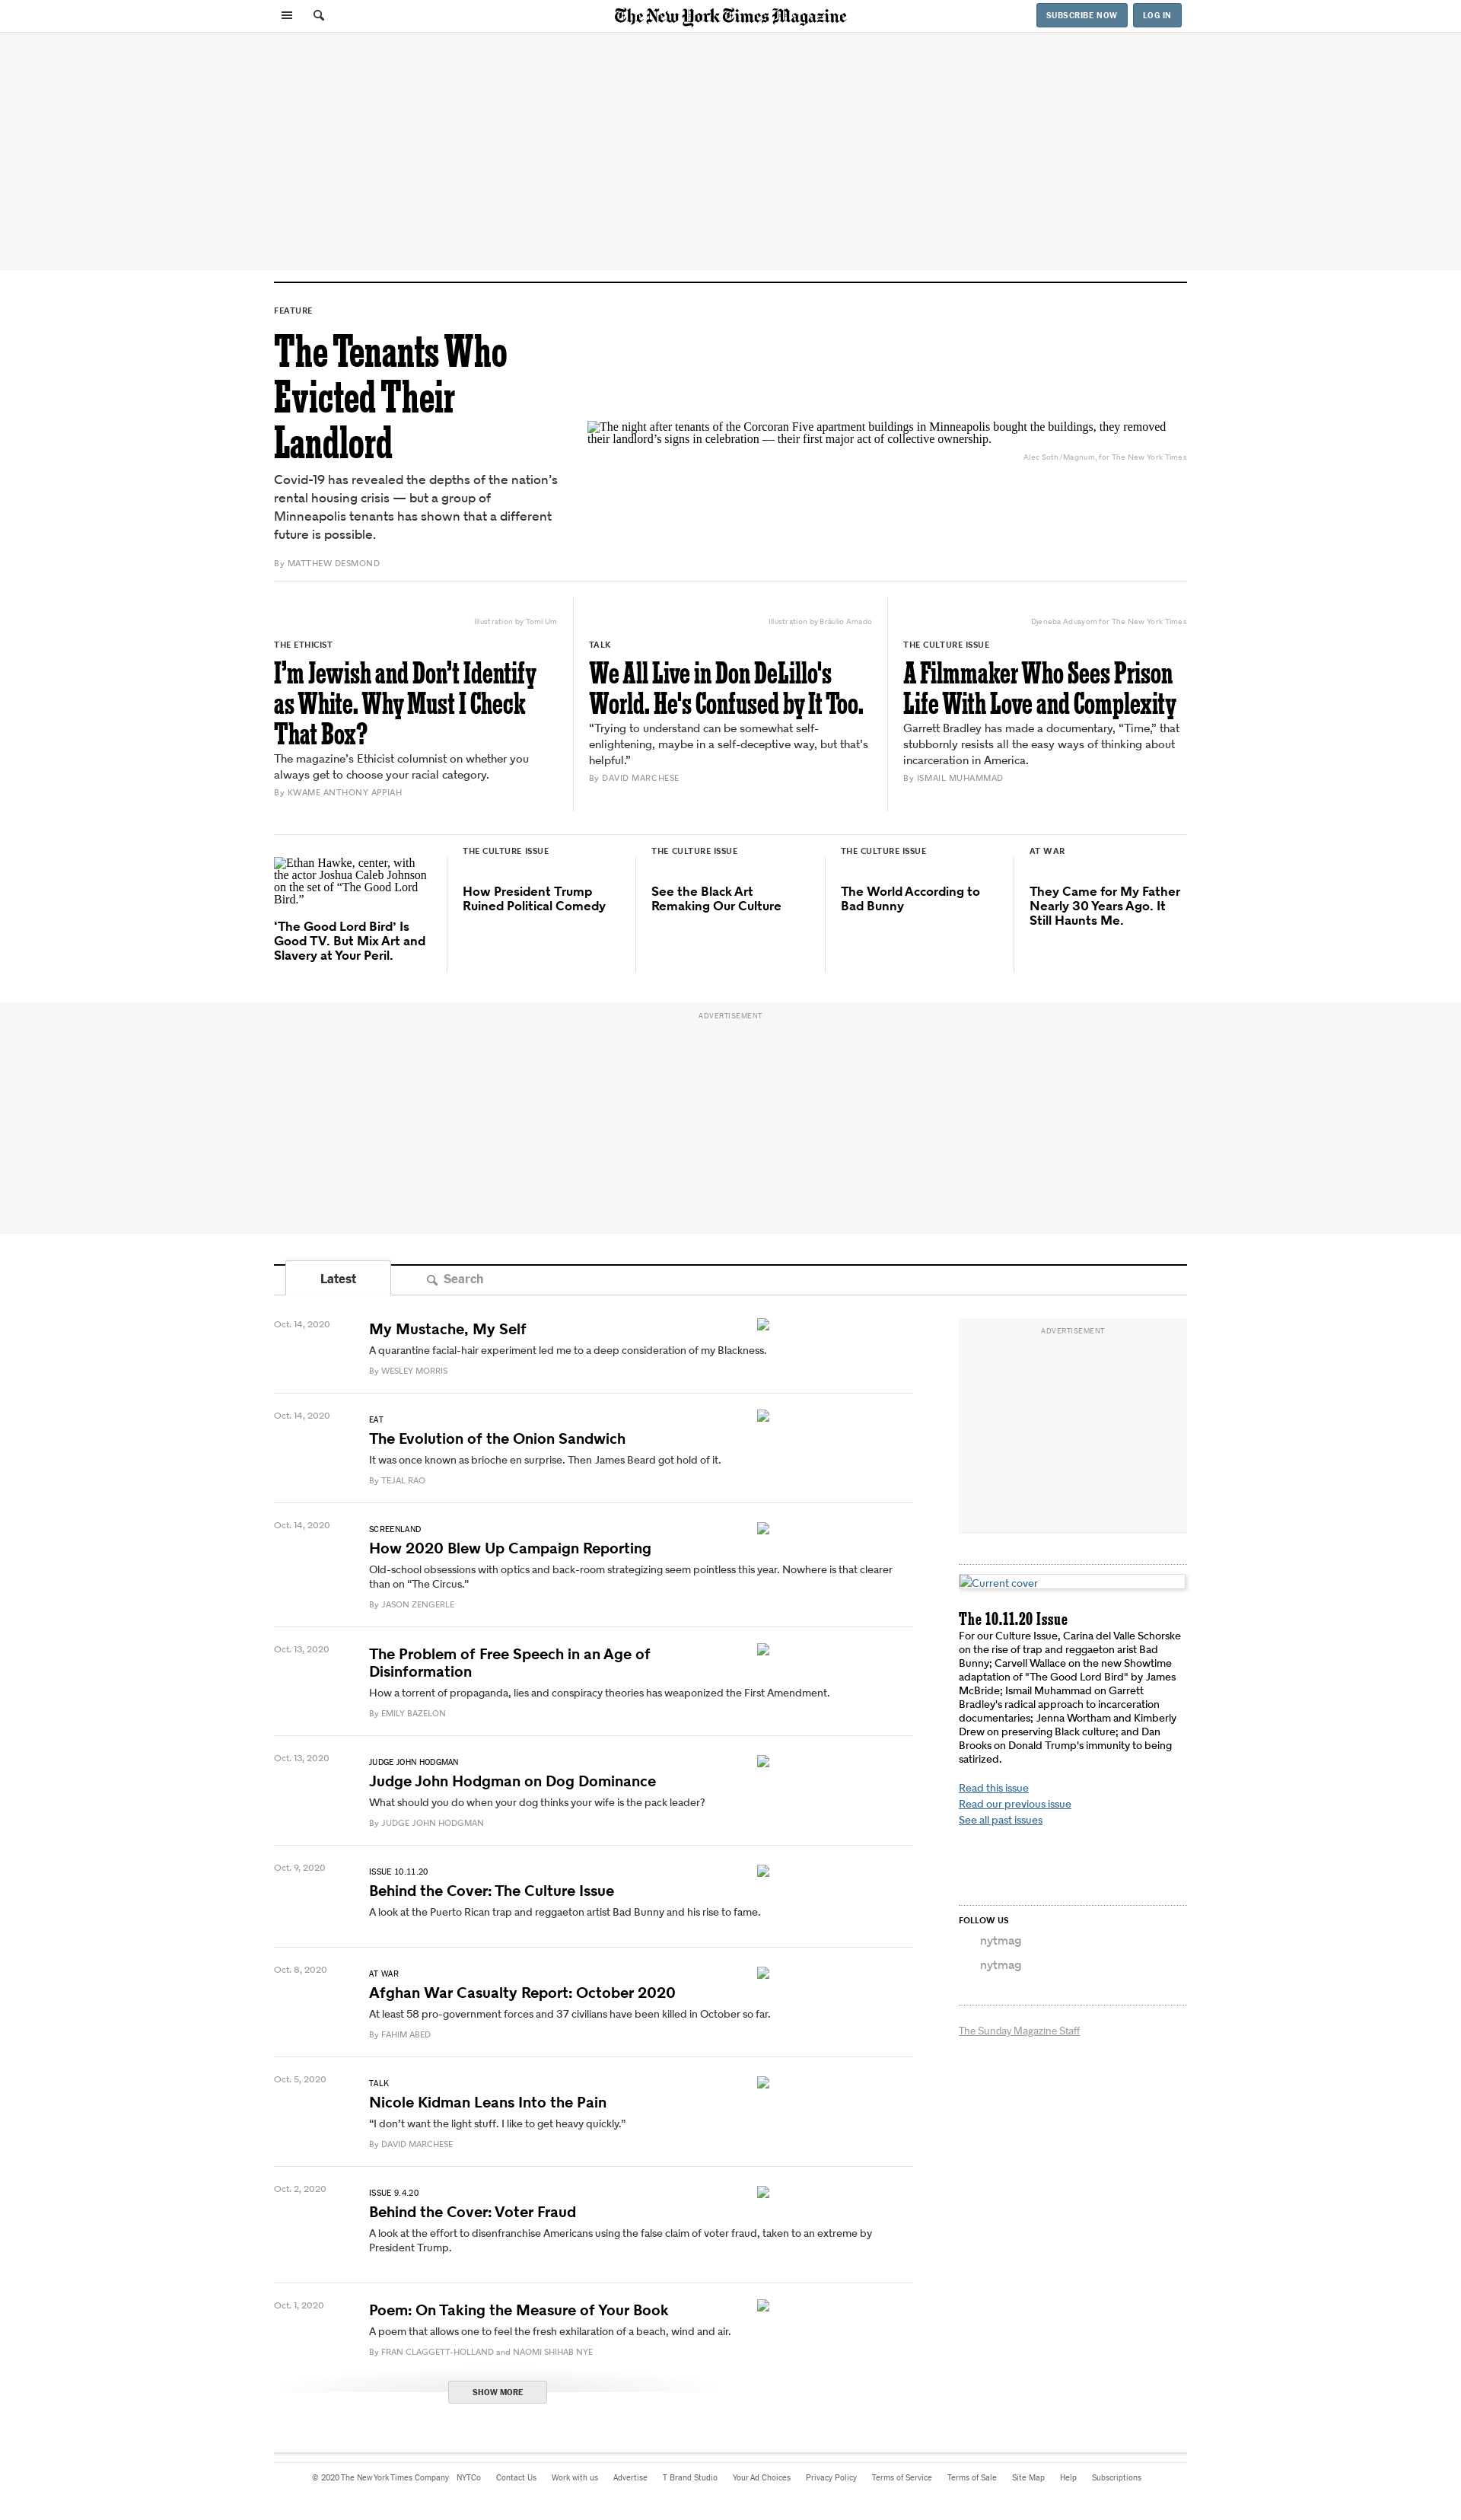 The New York Times Magazine
SUBSCRIBE NOW
LOG IN
FEATURE
The Tenants Who
Evicted Their
Landlord
Covid-19 has revealed the depths of the nation’s
rental housing crisis — but a group of
Minneapolis tenants has shown that a different
future is possible.
By MATTHEW DESMOND
The night after tenants of the Corcoran Five apartment buildings in Minneapolis bought the buildings, they removed
their landlord’s signs in celebration — their first major act of collective ownership.
Alec Soth/Magnum, for The New York Times
Illustration by Tomi Um
THE ETHICIST
I’m Jewish and Don’t Identify
as White. Why Must I Check
That Box?
The magazine’s Ethicist columnist on whether you
always get to choose your racial category.
By KWAME ANTHONY APPIAH
Illustration by Bráulio Amado
TALK
We All Live in Don DeLillo's
World. He's Confused by It Too.
“Trying to understand can be somewhat self-
enlightening, maybe in a self-deceptive way, but that’s
helpful.”
By DAVID MARCHESE
Djeneba Aduayom for The New York Times
THE CULTURE ISSUE
A Filmmaker Who Sees Prison
Life With Love and Complexity
Garrett Bradley has made a documentary, “Time,” that
stubbornly resists all the easy ways of thinking about
incarceration in America.
By ISMAIL MUHAMMAD
Ethan Hawke, center, with
the actor Joshua Caleb Johnson
on the set of “The Good Lord
Bird.”
‘The Good Lord Bird’ Is
Good TV. But Mix Art and
Slavery at Your Peril.
THE CULTURE ISSUE
How President Trump
Ruined Political Comedy
THE CULTURE ISSUE
See the Black Art
Remaking Our Culture
THE CULTURE ISSUE
The World According to
Bad Bunny
AT WAR
They Came for My Father
Nearly 30 Years Ago. It
Still Haunts Me.
ADVERTISEMENT
Latest
Search
Oct. 14, 2020
My Mustache, My Self
A quarantine facial-hair experiment led me to a deep consideration of my Blackness.
By WESLEY MORRIS
Oct. 14, 2020
EAT
The Evolution of the Onion Sandwich
It was once known as brioche en surprise. Then James Beard got hold of it.
By TEJAL RAO
Oct. 14, 2020
SCREENLAND
How 2020 Blew Up Campaign Reporting
Old-school obsessions with optics and back-room strategizing seem pointless this year. Nowhere is that clearer
than on “The Circus.”
By JASON ZENGERLE
Oct. 13, 2020
The Problem of Free Speech in an Age of
Disinformation
How a torrent of propaganda, lies and conspiracy theories has weaponized the First Amendment.
By EMILY BAZELON
Oct. 13, 2020
JUDGE JOHN HODGMAN
Judge John Hodgman on Dog Dominance
What should you do when your dog thinks your wife is the pack leader?
By JUDGE JOHN HODGMAN
Oct. 9, 2020
ISSUE 10.11.20
Behind the Cover: The Culture Issue
A look at the Puerto Rican trap and reggaeton artist Bad Bunny and his rise to fame.
Oct. 8, 2020
AT WAR
Afghan War Casualty Report: October 2020
At least 58 pro-government forces and 37 civilians have been killed in October so far.
By FAHIM ABED
Oct. 5, 2020
TALK
Nicole Kidman Leans Into the Pain
“I don’t want the light stuff. I like to get heavy quickly.”
By DAVID MARCHESE
Oct. 2, 2020
ISSUE 9.4.20
Behind the Cover: Voter Fraud
A look at the effort to disenfranchise Americans using the false claim of voter fraud, taken to an extreme by
President Trump.
Oct. 1, 2020
Poem: On Taking the Measure of Your Book
A poem that allows one to feel the fresh exhilaration of a beach, wind and air.
By FRAN CLAGGETT-HOLLAND and NAOMI SHIHAB NYE
SHOW MORE
ADVERTISEMENT
Current cover
The 10.11.20 Issue
For our Culture Issue, Carina del Valle Schorske
on the rise of trap and reggaeton arist Bad
Bunny; Carvell Wallace on the new Showtime
adaptation of "The Good Lord Bird" by James
McBride; Ismail Muhammad on Garrett
Bradley's radical approach to incarceration
documentaries; Jenna Wortham and Kimberly
Drew on preserving Black culture; and Dan
Brooks on Donald Trump's immunity to being
satirized.
Read this issue
Read our previous issue
See all past issues
FOLLOW US
nytmag
nytmag
The Sunday Magazine Staff
© 2020 The New York Times Company NYTCo Contact Us Work with us Advertise T Brand Studio Your Ad Choices Privacy Policy Terms of Service Terms of Sale Site Map Help Subscriptions